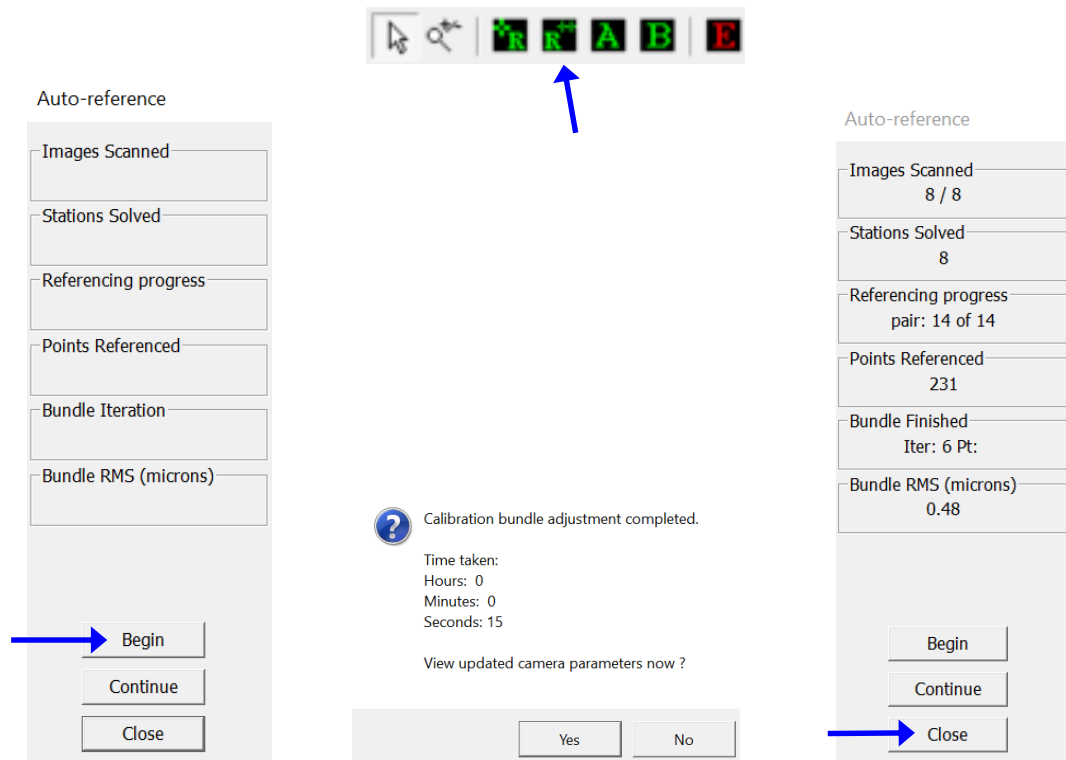 R R A B E
Auto-reference
Images Scanned
Stations Solved
Referencing progress
Points Referenced
Bundle Iteration
Bundle RMS (microns)
Begin
Continue
Close
Calibration bundle adjustment completed.
Time taken:
Hours: 0
Minutes: 0
Seconds: 15
View updated camera parameters now ?
Yes No
Auto-reference
Images Scanned
8 / 8
Stations Solved
8
Referencing progress
pair: 14 of 14
Points Referenced
231
Bundle Finished
Iter: 6 Pt:
Bundle RMS (microns)
0.48
Begin
Continue
Close